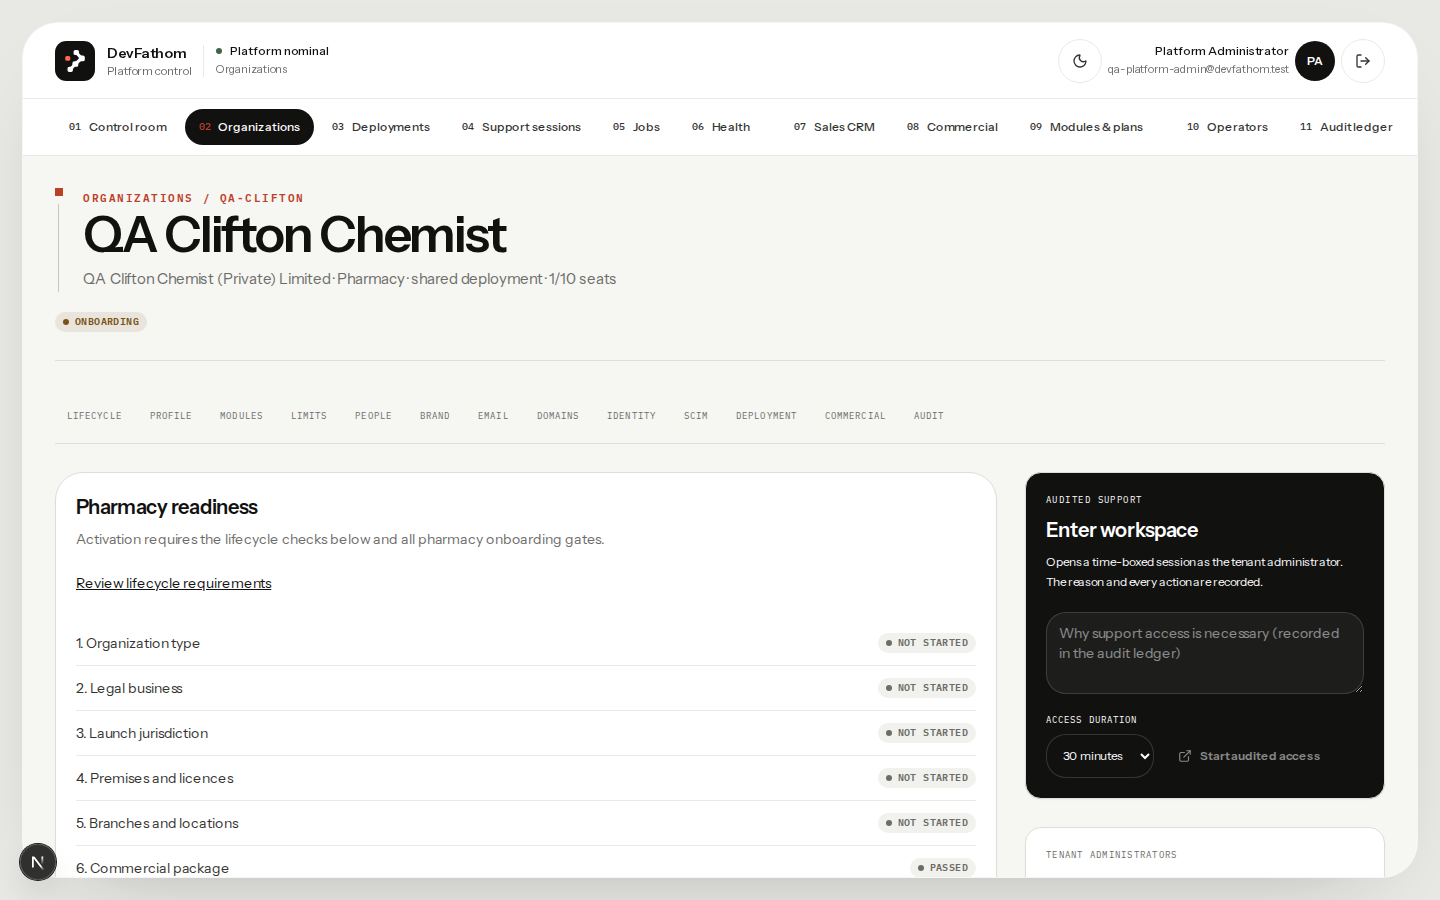 DevFathom
Platform control
Platform nominal
Organizations
Platform Administrator
qa-platform-admin@devfathom.test
PA
01 Control room
02 Organizations
03 Deployments
04 Support sessions
05 Jobs
06 Health
07 Sales CRM
08 Commercial
09 Modules & plans
10 Operators
11 Audit ledger
ORGANIZATIONS / QA-CLIFTON
QA Clifton Chemist
QA Clifton Chemist (Private) Limited · Pharmacy · shared deployment · 1/10 seats
ONBOARDING
LIFECYCLE
PROFILE
MODULES
LIMITS
PEOPLE
BRAND
EMAIL
DOMAINS
IDENTITY
SCIM
DEPLOYMENT
COMMERCIAL
AUDIT
Pharmacy readiness
Activation requires the lifecycle checks below and all pharmacy onboarding gates.
Review lifecycle requirements
1. Organization type
NOT STARTED
2. Legal business
NOT STARTED
3. Launch jurisdiction
NOT STARTED
4. Premises and licences
NOT STARTED
5. Branches and locations
NOT STARTED
6. Commercial package
PASSED
AUDITED SUPPORT
Enter workspace
Opens a time-boxed session as the tenant administrator.
The reason and every action are recorded.
Why support access is necessary (recorded
in the audit ledger)
ACCESS DURATION
30 minutes
Start audited access
TENANT ADMINISTRATORS
N